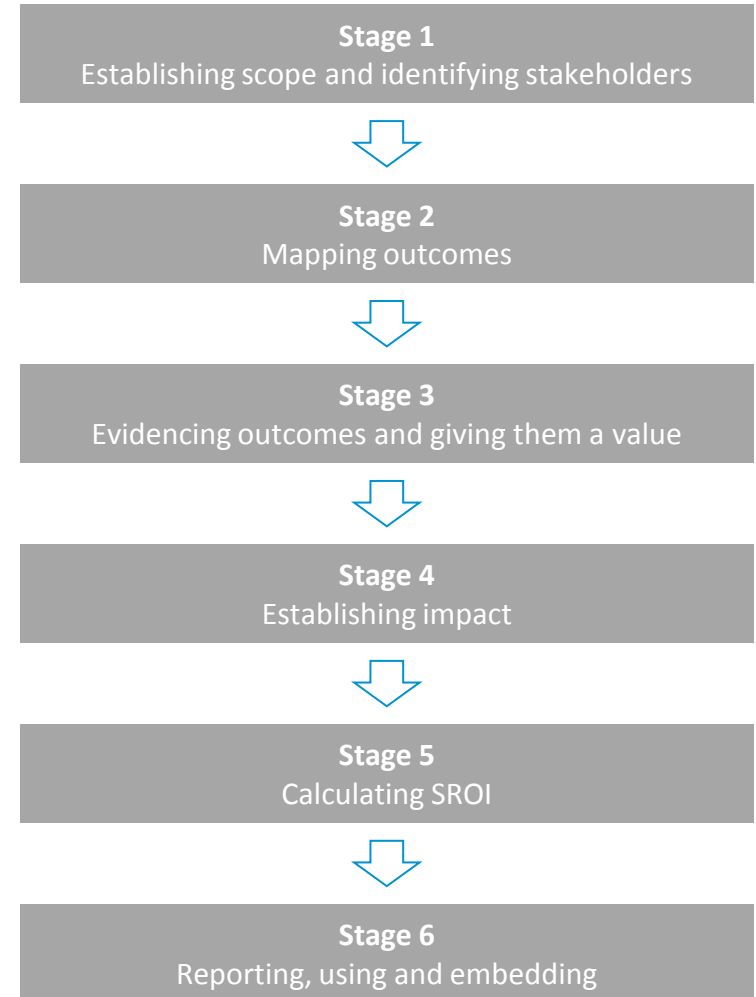 Stage 1
Establishing scope and identifying stakeholders
Stage 2
Mapping outcomes
Stage 3
Evidencing outcomes and giving them a value
Stage 4
Establishing impact
Stage 5
Calculating SROI
Stage 6
Reporting, using and embedding